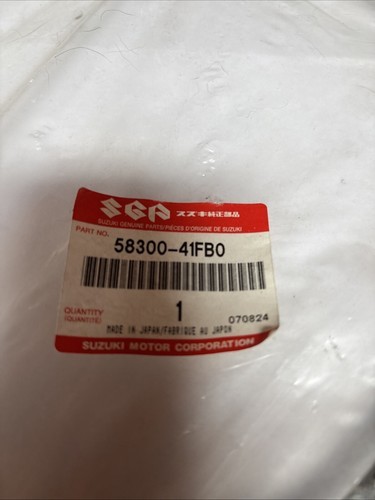 SGP スズキ純正部品
SUZUKI GENUINE PARTS/PIÈCES D'ORIGINE DE SUZUKI
PART NO.
58300-41FB0
QUANTITY
(QUANTITÉ)
1
070824
MADE IN JAPAN/FABRIQUE AU JAPON
SUZUKI MOTOR CORPORATION